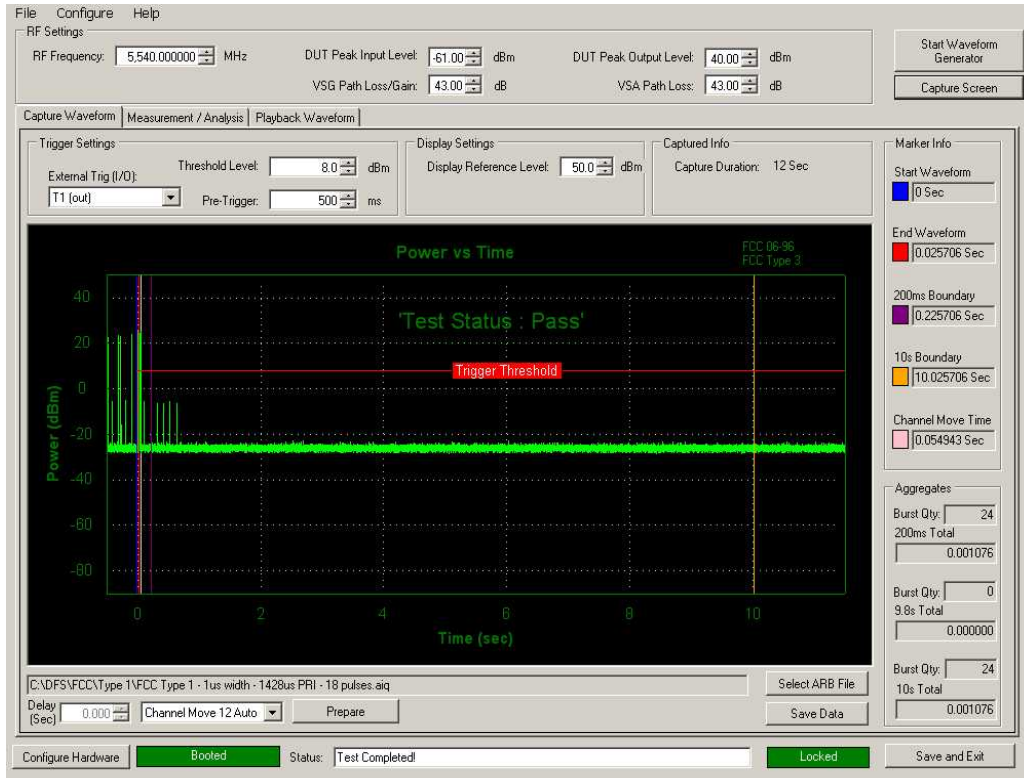 File Configure Help
RF Settings
RF Frequency: 5,540.000000 MHz
DUT Peak Input Level: -61.00 dBm
DUT Peak Output Level: 40.00 dBm
VSG Path Loss/Gain: 43.00 dB
VSA Path Loss: 43.00 dB
Start Waveform
Generator
Capture Screen
Capture Waveform Measurement / Analysis Playback Waveform
Trigger Settings
External Trig (I/O):
T1 (out)
Threshold Level: 8.0 dBm
Pre-Trigger: 500 ms
Display Settings
Display Reference Level: 50.0 dBm
Captured Info
Capture Duration: 12 Sec
Marker Info
Start Waveform
0 Sec
End Waveform
0.025706 Sec
200ms Boundary
0.225706 Sec
10s Boundary
10.025706 Sec
Channel Move Time
0.054943 Sec
Power vs Time
FCC 06-96
FCC Type 3
'Test Status : Pass'
Trigger Threshold
Power (dBm)
40
20
0
-20
-40
-60
-80
0 2 4 6 8 10
Time (sec)
Aggregates
Burst Qty: 24
200ms Total
0.001076
Burst Qty: 0
9.8s Total
0.000000
Burst Qty: 24
10s Total
0.001076
C:\DFS\FCC\Type 1\FCC Type 1 - 1us width - 1428us PRI - 18 pulses.aiq
Select ARB File
Delay
(Sec) 0.000 Channel Move 12 Auto Prepare
Save Data
Configure Hardware Booted Status: Test Completed! Locked Save and Exit